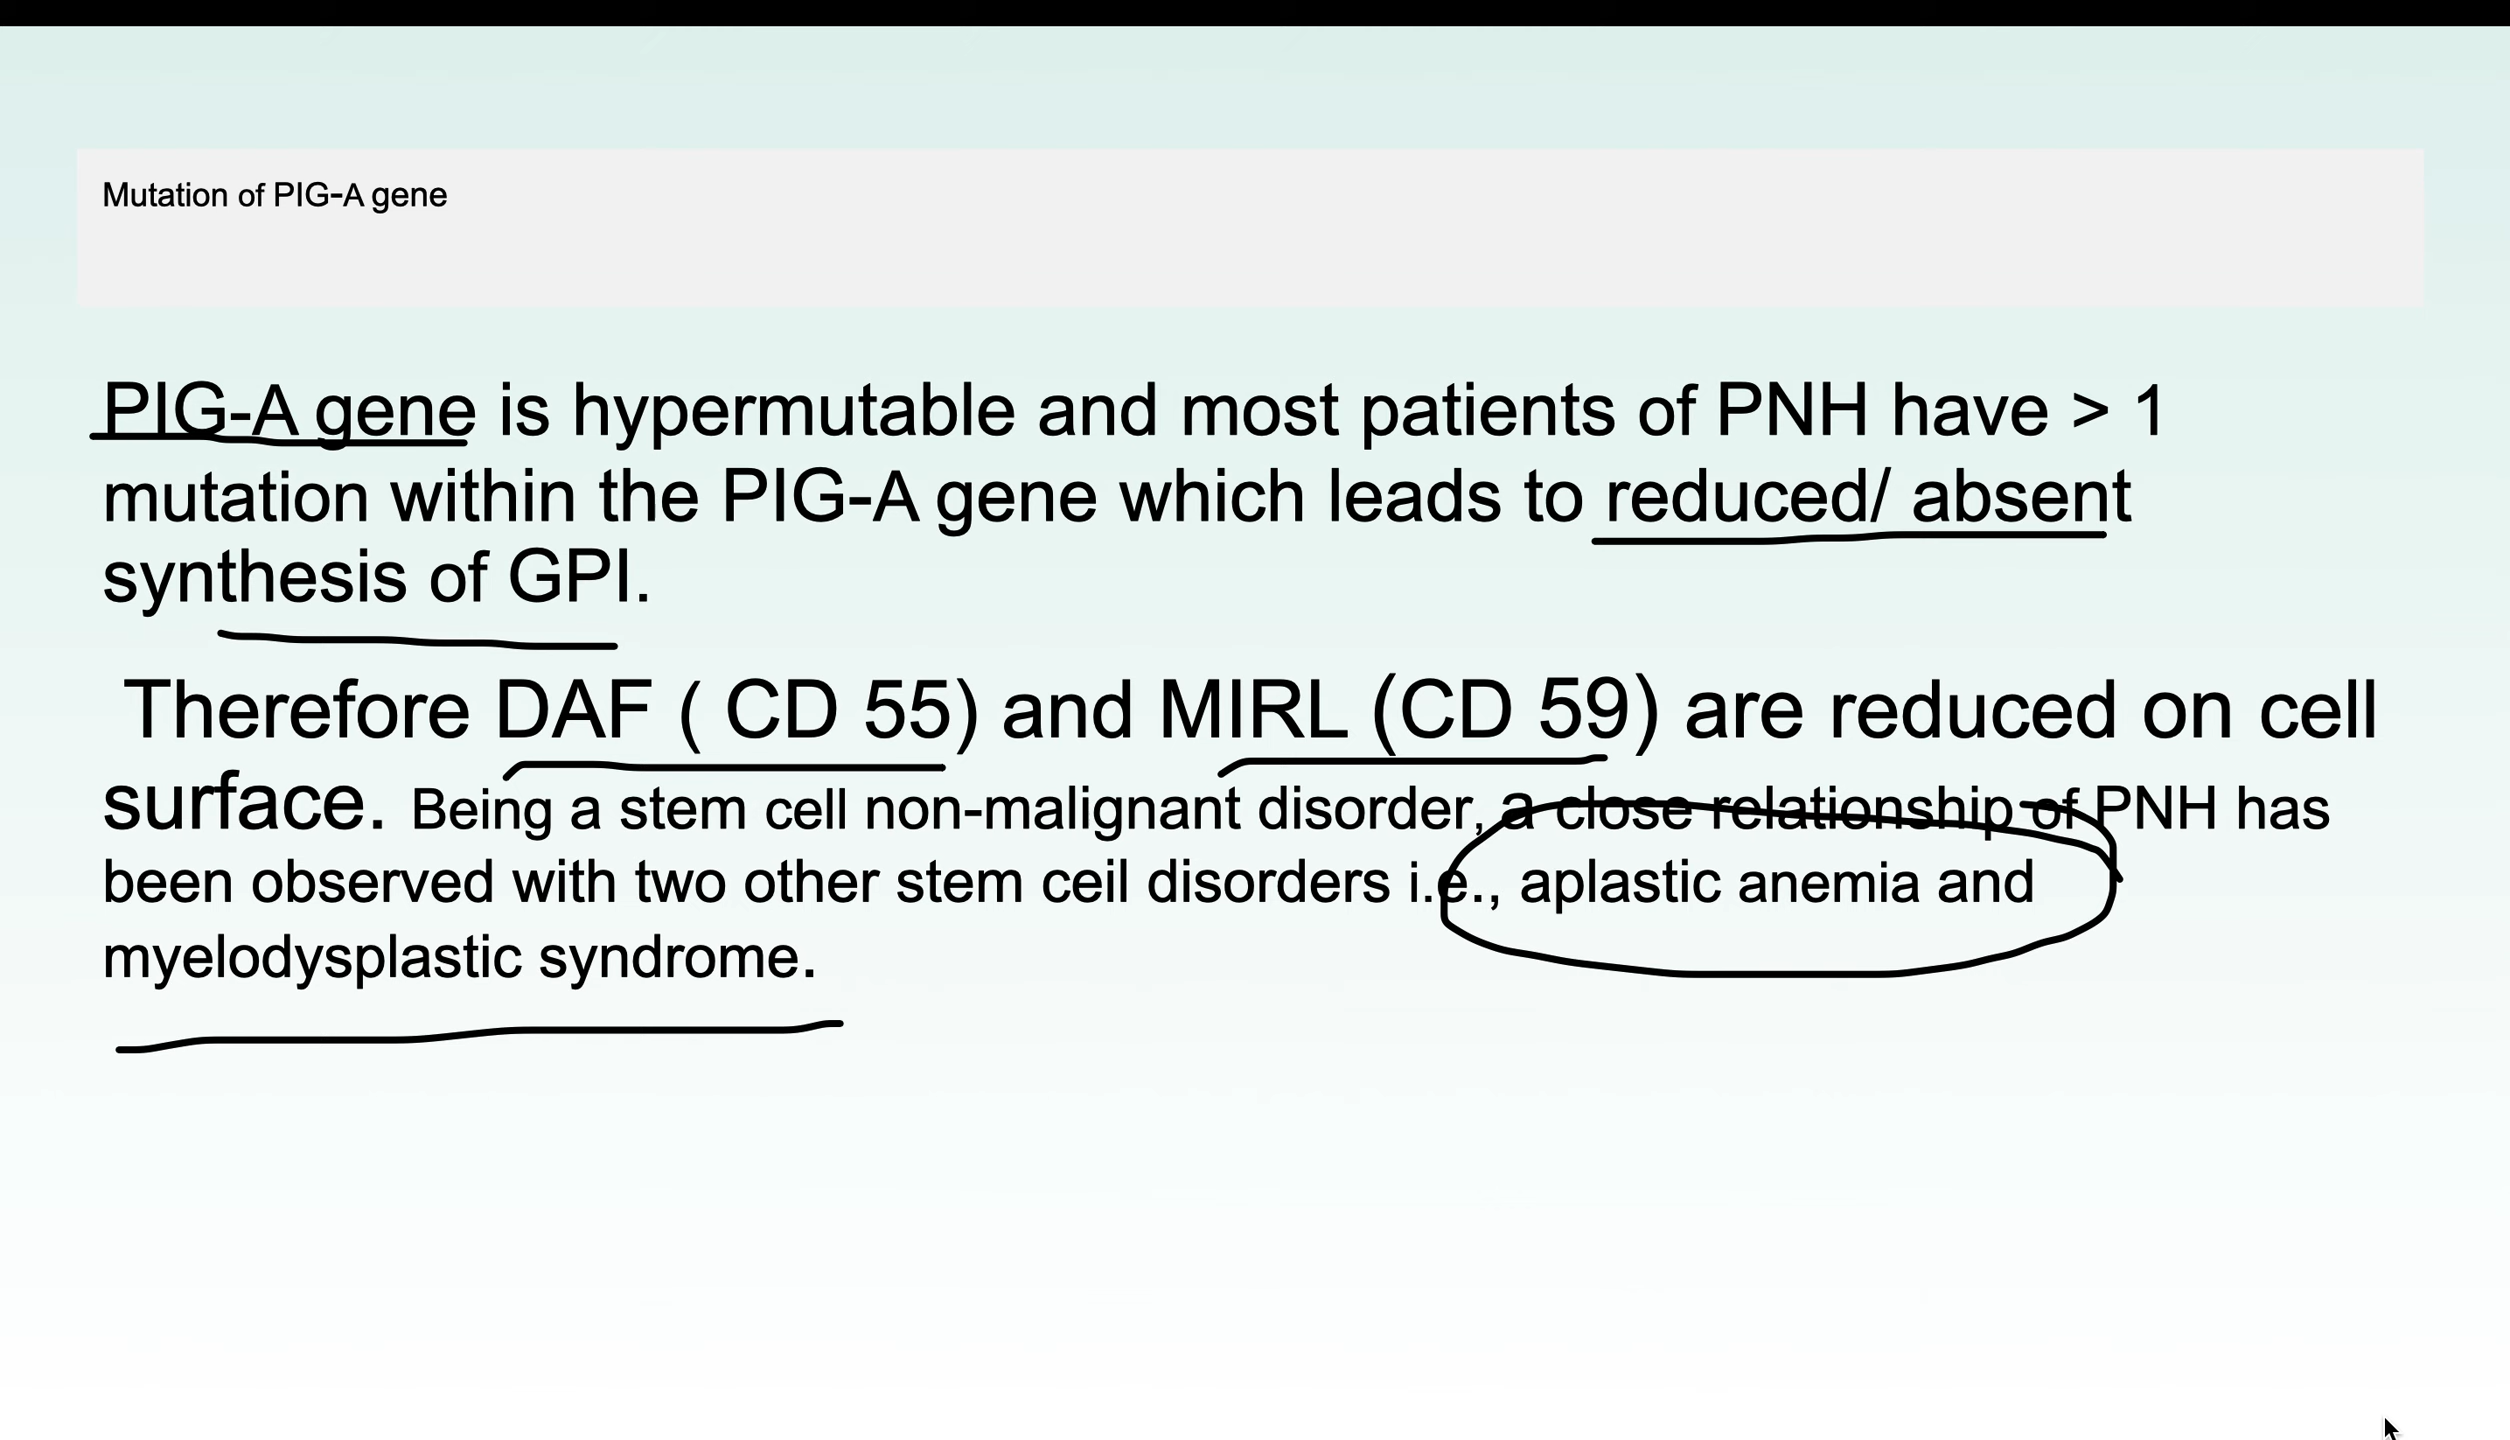 Mutation of PIG-A gene
PIG-A gene is hypermutable and most patients of PNH have > 1
mutation within the PIG-A gene which leads to reduced/ absent
synthesis of GPI.
Therefore DAF ( CD 55) and MIRL (CD 59) are reduced on cell
surface. Being a stem cell non-malignant disorder, a close relationship of PNH has
been observed with two other stem ceil disorders i.e., aplastic anemia and
myelodysplastic syndrome.